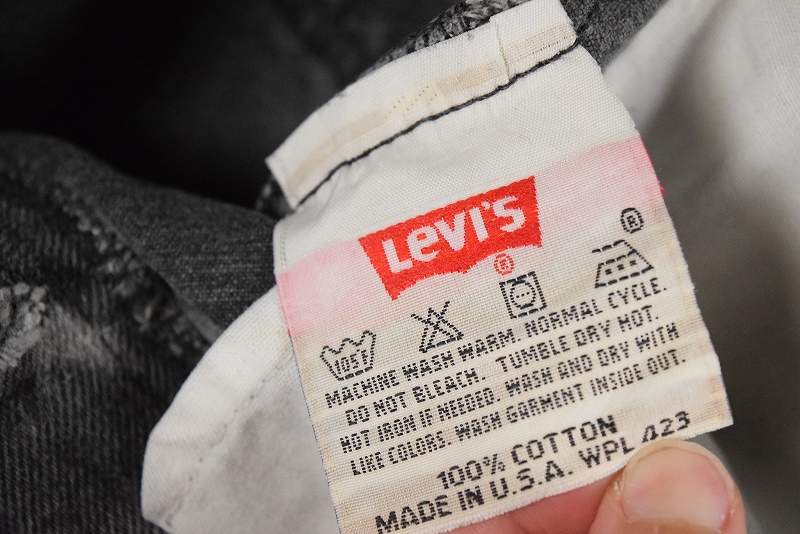 LEVI'S ®
®
105F
MACHINE WASH WARM. NORMAL CYCLE.
DO NOT BLEACH. TUMBLE DRY HOT.
HOT IRON IF NEEDED. WASH AND DRY WITH
LIKE COLORS. WASH GARMENT INSIDE OUT.
100% COTTON
MADE IN U.S.A. WPL 423